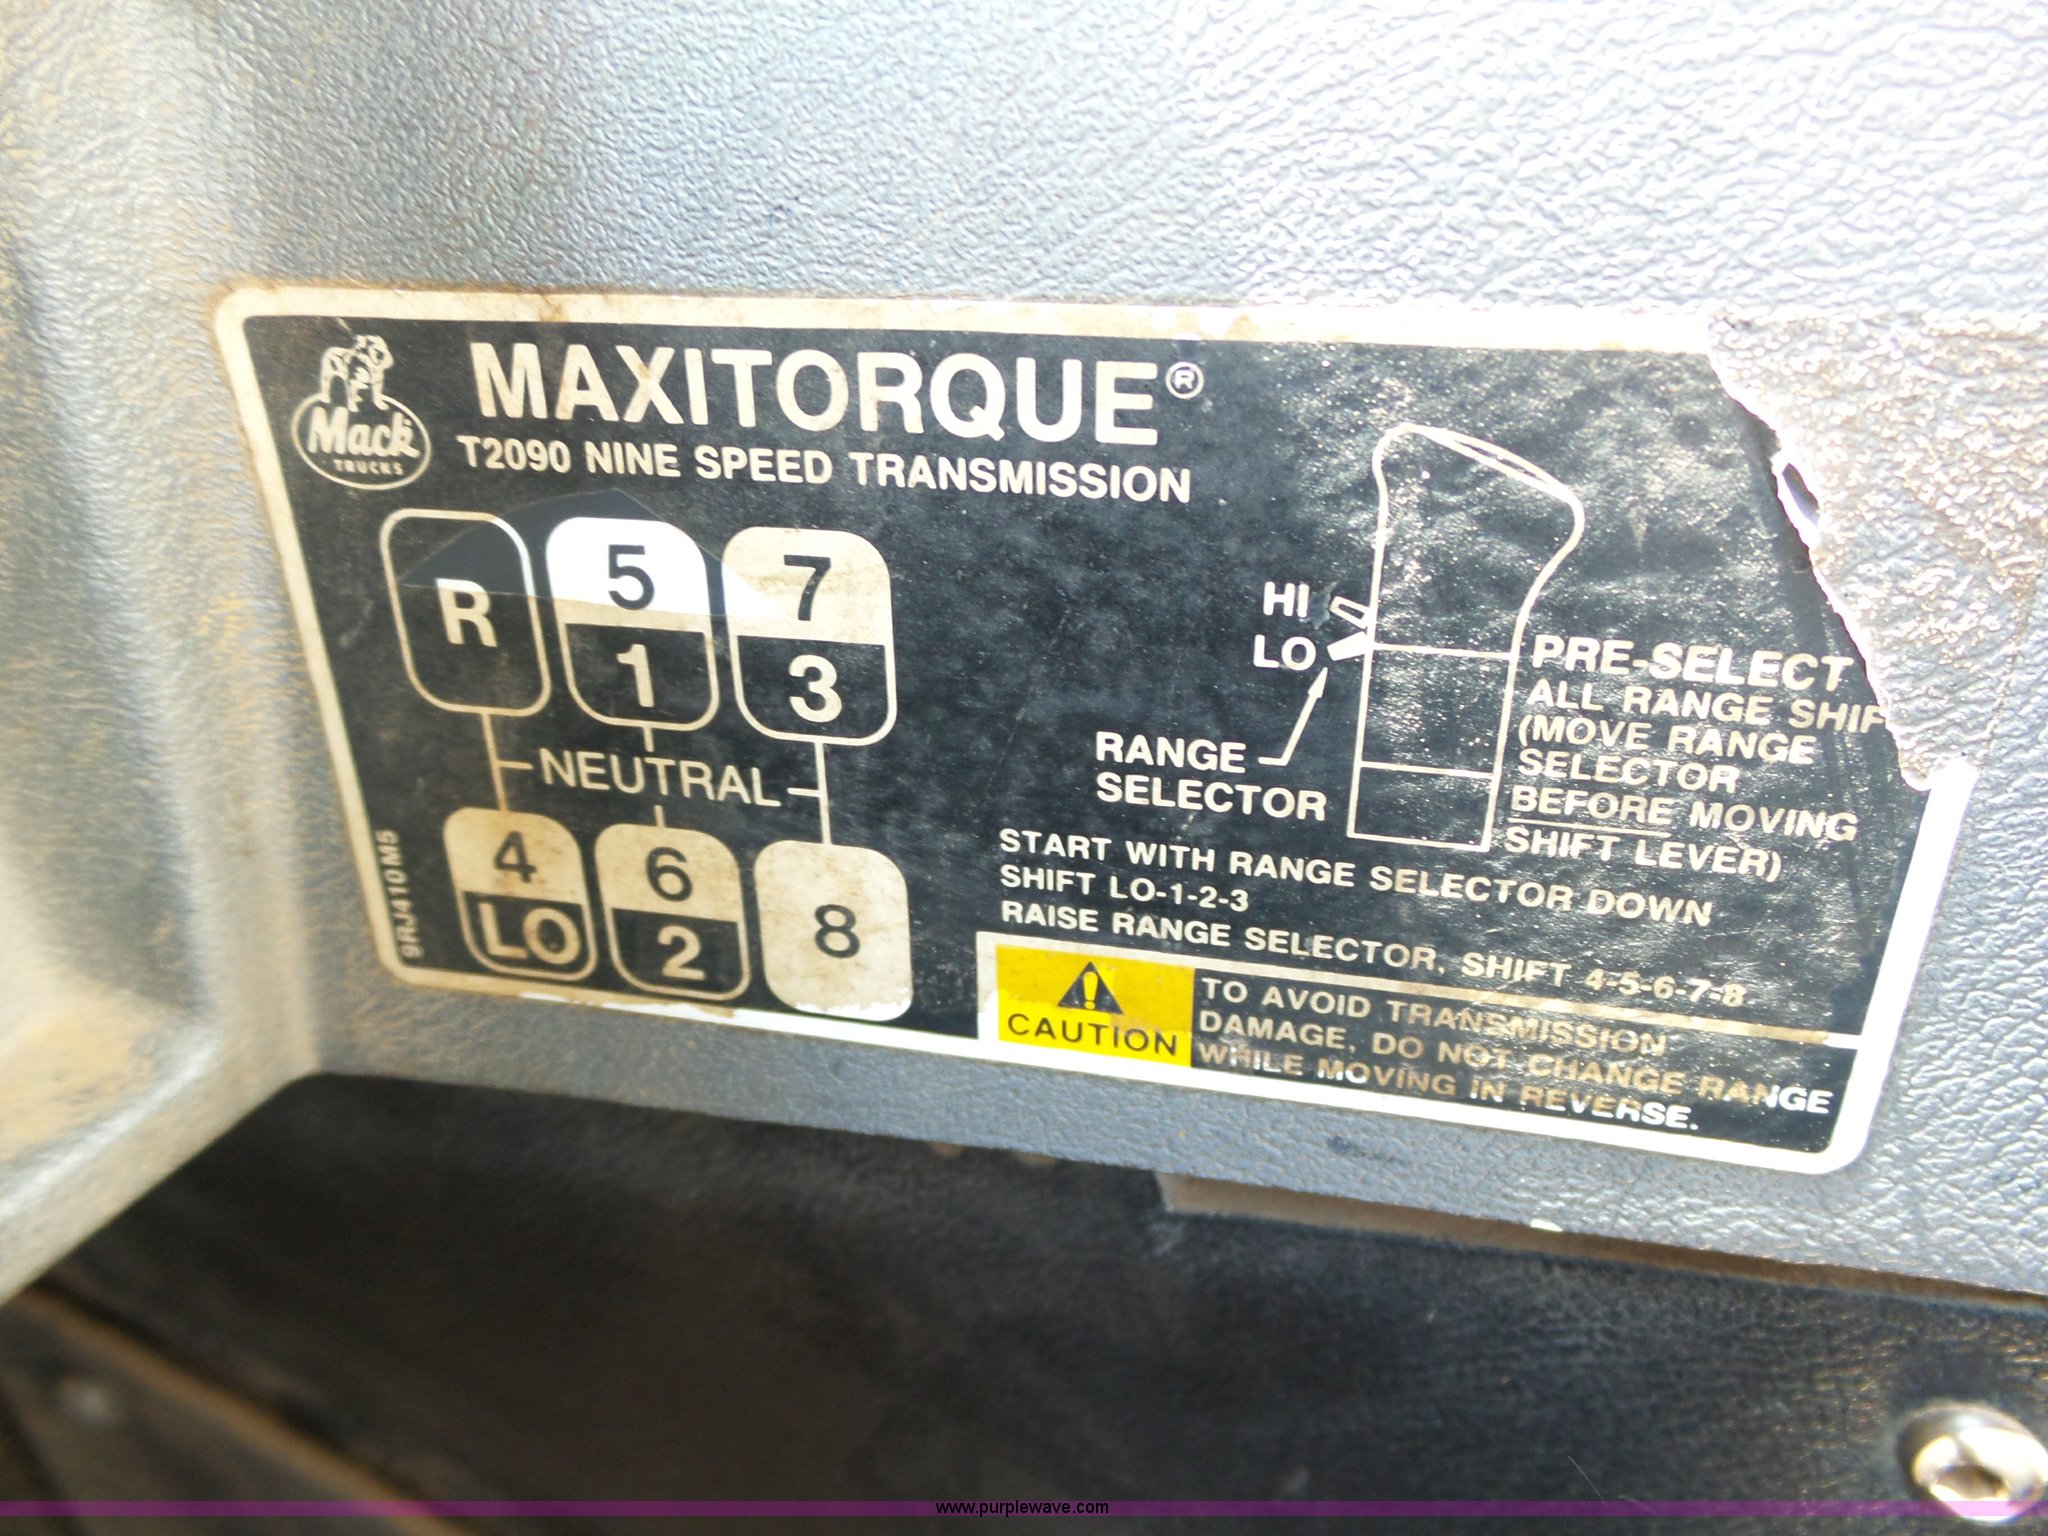 MAXITORQUE®
Mack
TRUCKS
T2090 NINE SPEED TRANSMISSION
R
5
7
1
3
NEUTRAL
4
6
8
LO
2
9RJ410M5
HI
LO
RANGE
SELECTOR
PRE-SELECT
ALL RANGE SHIF
(MOVE RANGE
SELECTOR
BEFORE MOVING
SHIFT LEVER)
START WITH RANGE SELECTOR DOWN
SHIFT LO-1-2-3
RAISE RANGE SELECTOR, SHIFT 4-5-6-7-8
CAUTION
TO AVOID TRANSMISSION
DAMAGE, DO NOT CHANGE RANGE
WHILE MOVING IN REVERSE.
www.purplewave.com